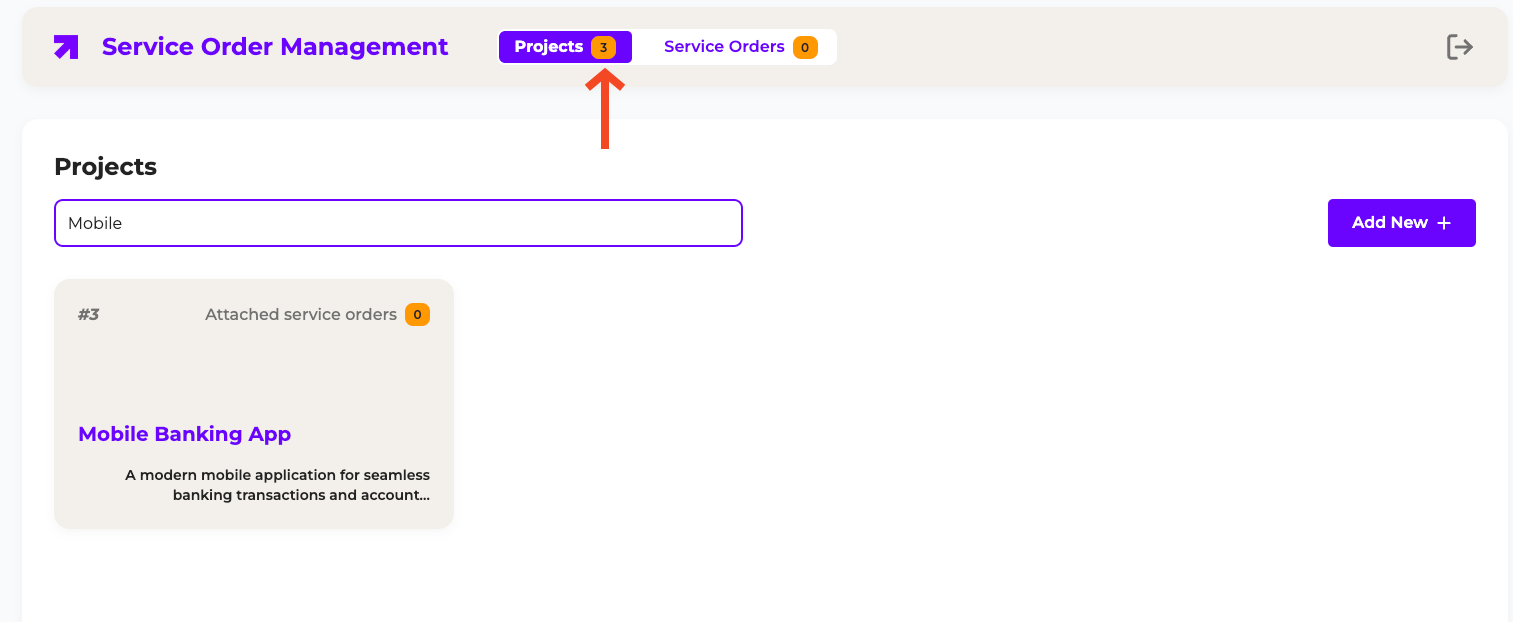 Service Order Management
Projects 3
Service Orders 0
Projects
Mobile
Add New +
#3
Attached service orders 0
Mobile Banking App
A modern mobile application for seamless
banking transactions and account...